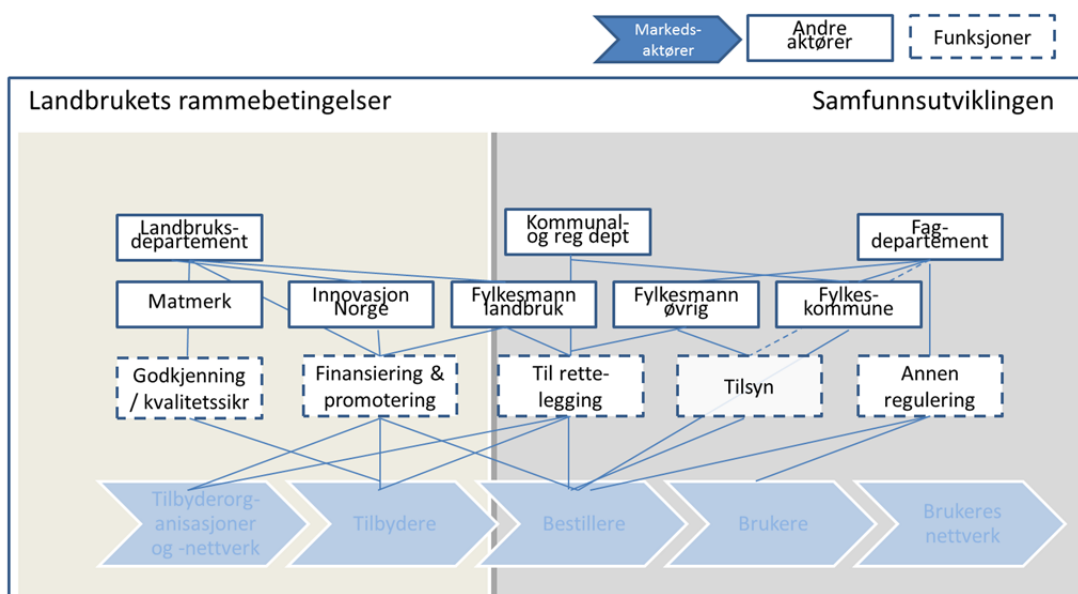 Markeds-
aktører
Andre
aktører
Funksjoner
Landbrukets rammebetingelser
Samfunnsutviklingen
Landbruks-
departement
Kommunal-
og reg dept
Fag-
departement
Matmerk
Innovasjon
Norge
Fylkesmann
landbruk
Fylkesmann
øvrig
Fylkes-
kommune
Godkjenning
/ kvalitetssikr
Finansiering &
promotering
Til rette-
legging
Tilsyn
Annen
regulering
Tilbyderorg-
anisasjoner
og -nettverk
Tilbydere
Bestillere
Brukere
Brukeres
nettverk